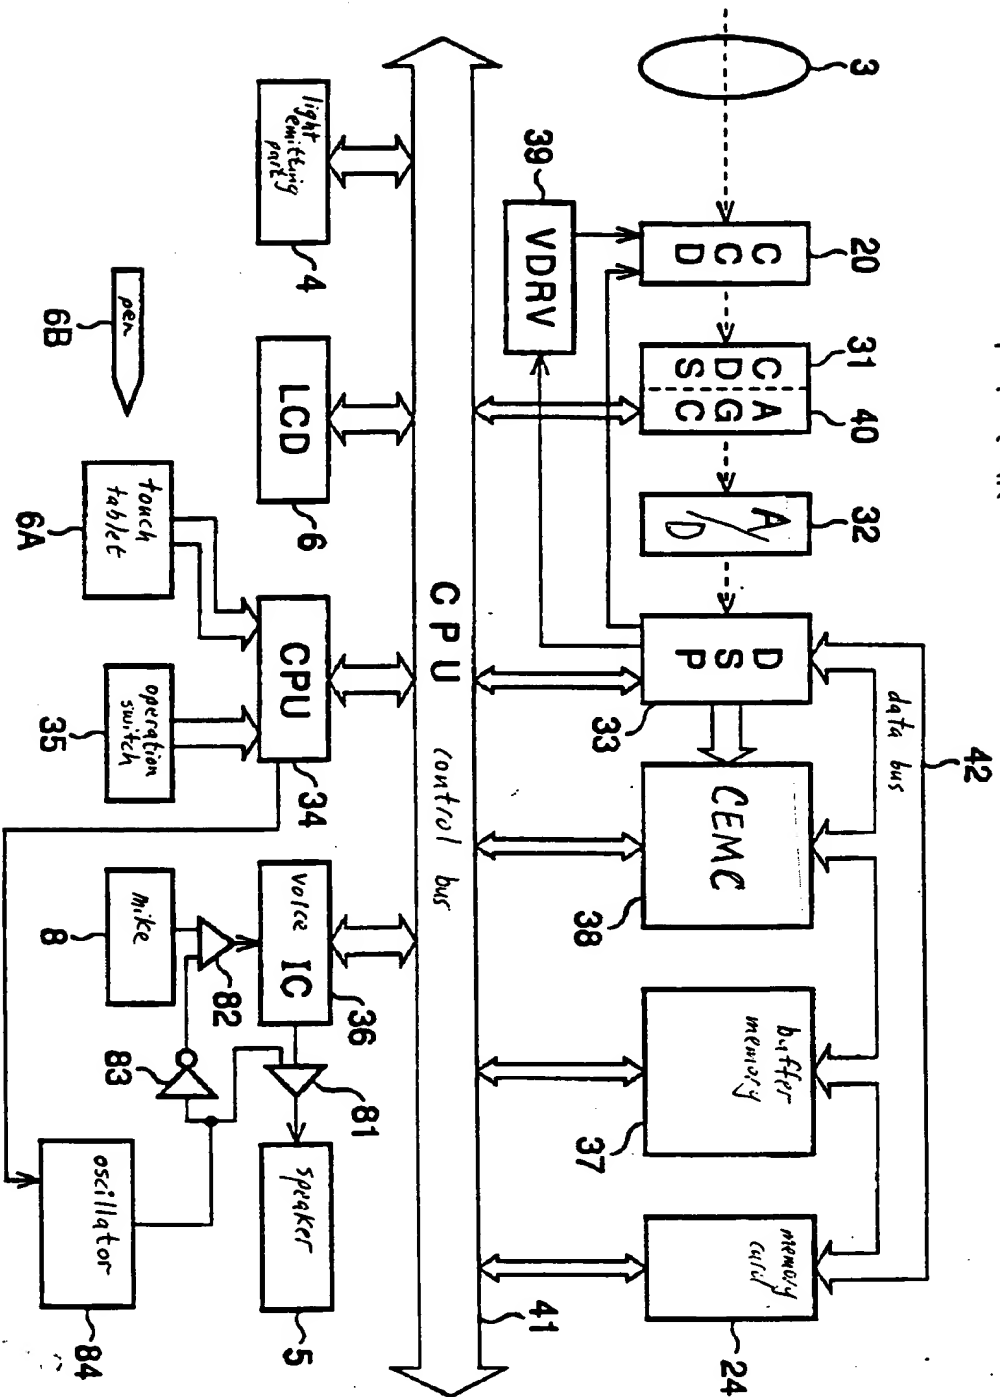 3
20
CCD
31
CDS
AGC
40
32
A/D
DSP
33
42
data bus
CEMC
38
buffer memory
37
memory card
24
39
VDRV
CPU control bus
41
light emitting part
4
LCD
6
CPU
34
voice IC
36
81
speaker
5
pen
6B
touch tablet
6A
operation switch
35
mike
8
82
83
oscillator
84